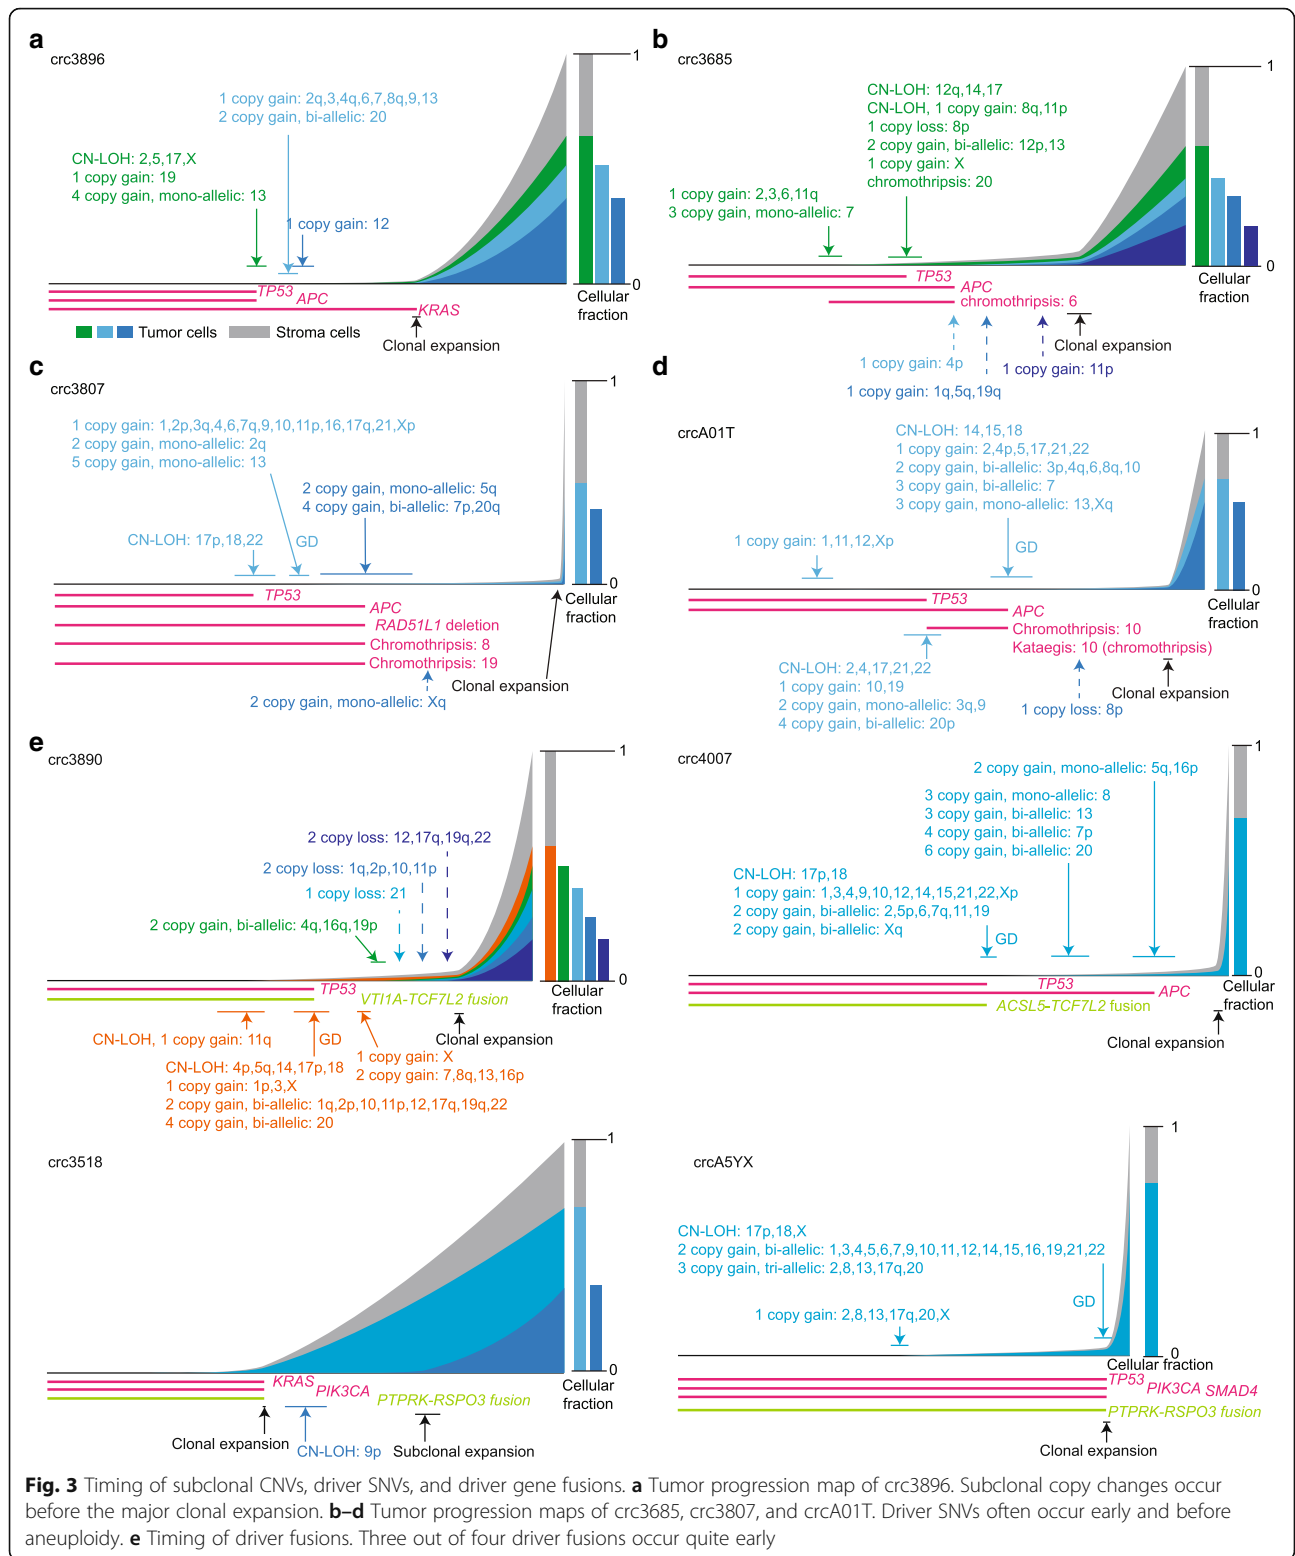 a
crc3896
1
1 copy gain: 2q,3,4q,6,7,8q,9,13
2 copy gain, bi-allelic: 20
CN-LOH: 2,5,17,X
1 copy gain: 19
4 copy gain, mono-allelic: 13
1 copy gain: 12
0
TP53
APC
KRAS
Cellular
fraction
Tumor cells
Stroma cells
Clonal expansion
b
crc3685
1
CN-LOH: 12q,14,17
CN-LOH, 1 copy gain: 8q,11p
1 copy loss: 8p
2 copy gain, bi-allelic: 12p,13
1 copy gain: X
chromothripsis: 20
1 copy gain: 2,3,6,11q
3 copy gain, mono-allelic: 7
0
TP53
APC
chromothripsis: 6
Cellular
fraction
Clonal expansion
1 copy gain: 4p
1 copy gain: 11p
1 copy gain: 1q,5q,19q
c
crc3807
1
1 copy gain: 1,2p,3q,4,6,7q,9,10,11p,16,17q,21,Xp
2 copy gain, mono-allelic: 2q
5 copy gain, mono-allelic: 13
2 copy gain, mono-allelic: 5q
4 copy gain, bi-allelic: 7p,20q
CN-LOH: 17p,18,22
GD
0
TP53
APC
RAD51L1 deletion
Chromothripsis: 8
Chromothripsis: 19
Cellular
fraction
Clonal expansion
2 copy gain, mono-allelic: Xq
d
crcA01T
1
CN-LOH: 14,15,18
1 copy gain: 2,4p,5,17,21,22
2 copy gain, bi-allelic: 3p,4q,6,8q,10
3 copy gain, bi-allelic: 7
3 copy gain, mono-allelic: 13,Xq
1 copy gain: 1,11,12,Xp
GD
0
TP53
APC
Chromothripsis: 10
Kataegis: 10 (chromothripsis)
Cellular
fraction
CN-LOH: 2,4,17,21,22
1 copy gain: 10,19
2 copy gain, mono-allelic: 3q,9
4 copy gain, bi-allelic: 20p
Clonal expansion
1 copy loss: 8p
e
crc3890
1
2 copy loss: 12,17q,19q,22
2 copy loss: 1q,2p,10,11p
1 copy loss: 21
2 copy gain, bi-allelic: 4q,16q,19p
0
TP53
VTI1A-TCF7L2 fusion
Cellular
fraction
CN-LOH, 1 copy gain: 11q
GD
Clonal expansion
1 copy gain: X
2 copy gain: 7,8q,13,16p
CN-LOH: 4p,5q,14,17p,18
1 copy gain: 1p,3,X
2 copy gain, bi-allelic: 1q,2p,10,11p,12,17q,19q,22
4 copy gain, bi-allelic: 20
crc4007
1
2 copy gain, mono-allelic: 5q,16p
3 copy gain, mono-allelic: 8
3 copy gain, bi-allelic: 13
4 copy gain, bi-allelic: 7p
6 copy gain, bi-allelic: 20
CN-LOH: 17p,18
1 copy gain: 1,3,4,9,10,12,14,15,21,22,Xp
2 copy gain, bi-allelic: 2,5p,6,7q,11,19
2 copy gain, bi-allelic: Xq
GD
0
TP53
APC
ACSL5-TCF7L2 fusion
Cellular
fraction
Clonal expansion
crc3518
1
0
KRAS
PIK3CA
PTPRK-RSPO3 fusion
Cellular
fraction
Clonal expansion
CN-LOH: 9p
Subclonal expansion
crcA5YX
1
CN-LOH: 17p,18,X
2 copy gain, bi-allelic: 1,3,4,5,6,7,9,10,11,12,14,15,16,19,21,22
3 copy gain, tri-allelic: 2,8,13,17q,20
GD
1 copy gain: 2,8,13,17q,20,X
0
Cellular fraction
TP53
PIK3CA SMAD4
PTPRK-RSPO3 fusion
Clonal expansion
Fig. 3 Timing of subclonal CNVs, driver SNVs, and driver gene fusions. a Tumor progression map of crc3896. Subclonal copy changes occur
before the major clonal expansion. b–d Tumor progression maps of crc3685, crc3807, and crcA01T. Driver SNVs often occur early and before
aneuploidy. e Timing of driver fusions. Three out of four driver fusions occur quite early